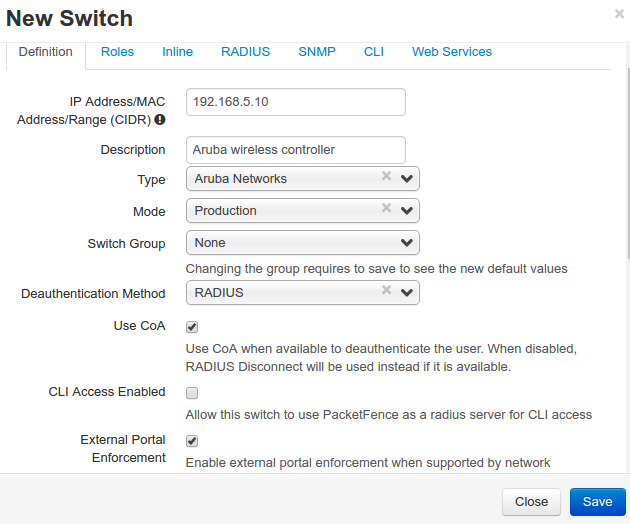 New Switch
×
Definition Roles Inline RADIUS SNMP CLI Web Services
IP Address/MAC
Address/Range (CIDR)
192.168.5.10
Description
Aruba wireless controller
Type
Aruba Networks
Mode
Production
Switch Group
None
Changing the group requires to save to see the new default values
Deauthentication Method
RADIUS
Use CoA
Use CoA when available to deauthenticate the user. When disabled,
RADIUS Disconnect will be used instead if it is available.
CLI Access Enabled
Allow this switch to use PacketFence as a radius server for CLI access
External Portal
Enforcement
Enable external portal enforcement when supported by network
Close
Save